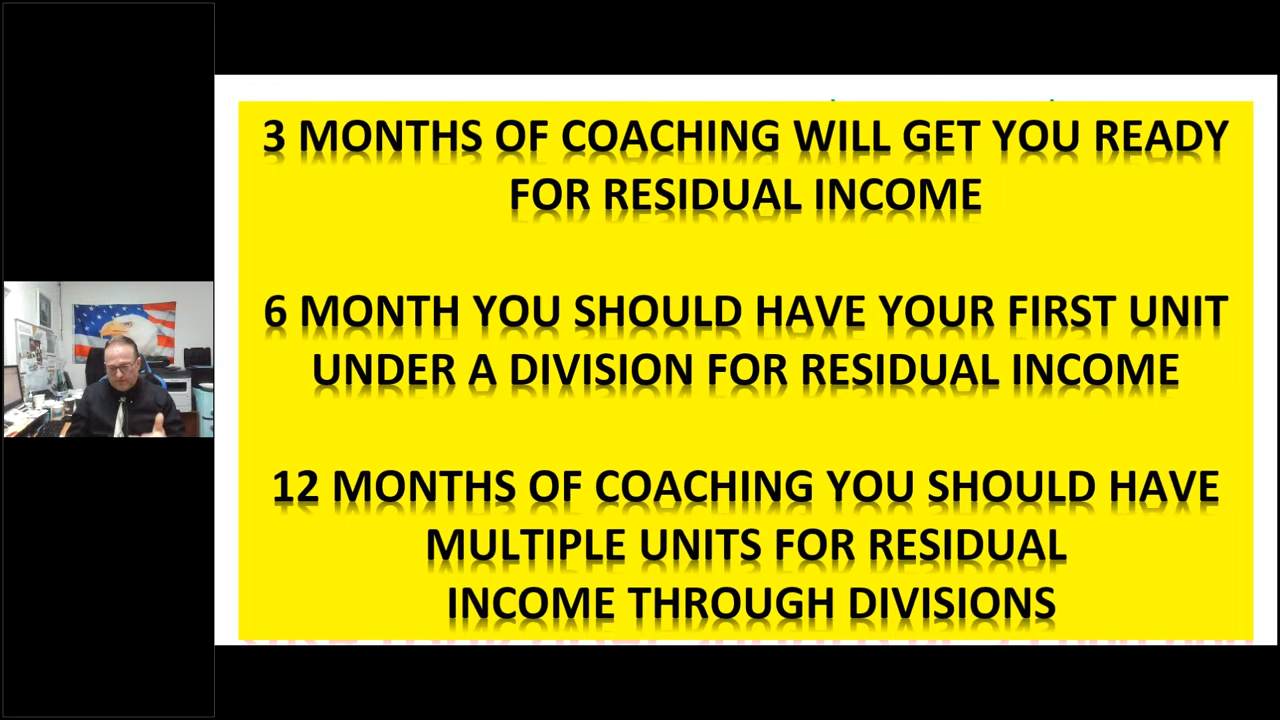 3 MONTHS OF COACHING WILL GET YOU READY
FOR RESIDUAL INCOME
6 MONTH YOU SHOULD HAVE YOUR FIRST UNIT
UNDER A DIVISION FOR RESIDUAL INCOME
12 MONTHS OF COACHING YOU SHOULD HAVE
MULTIPLE UNITS FOR RESIDUAL
INCOME THROUGH DIVISIONS